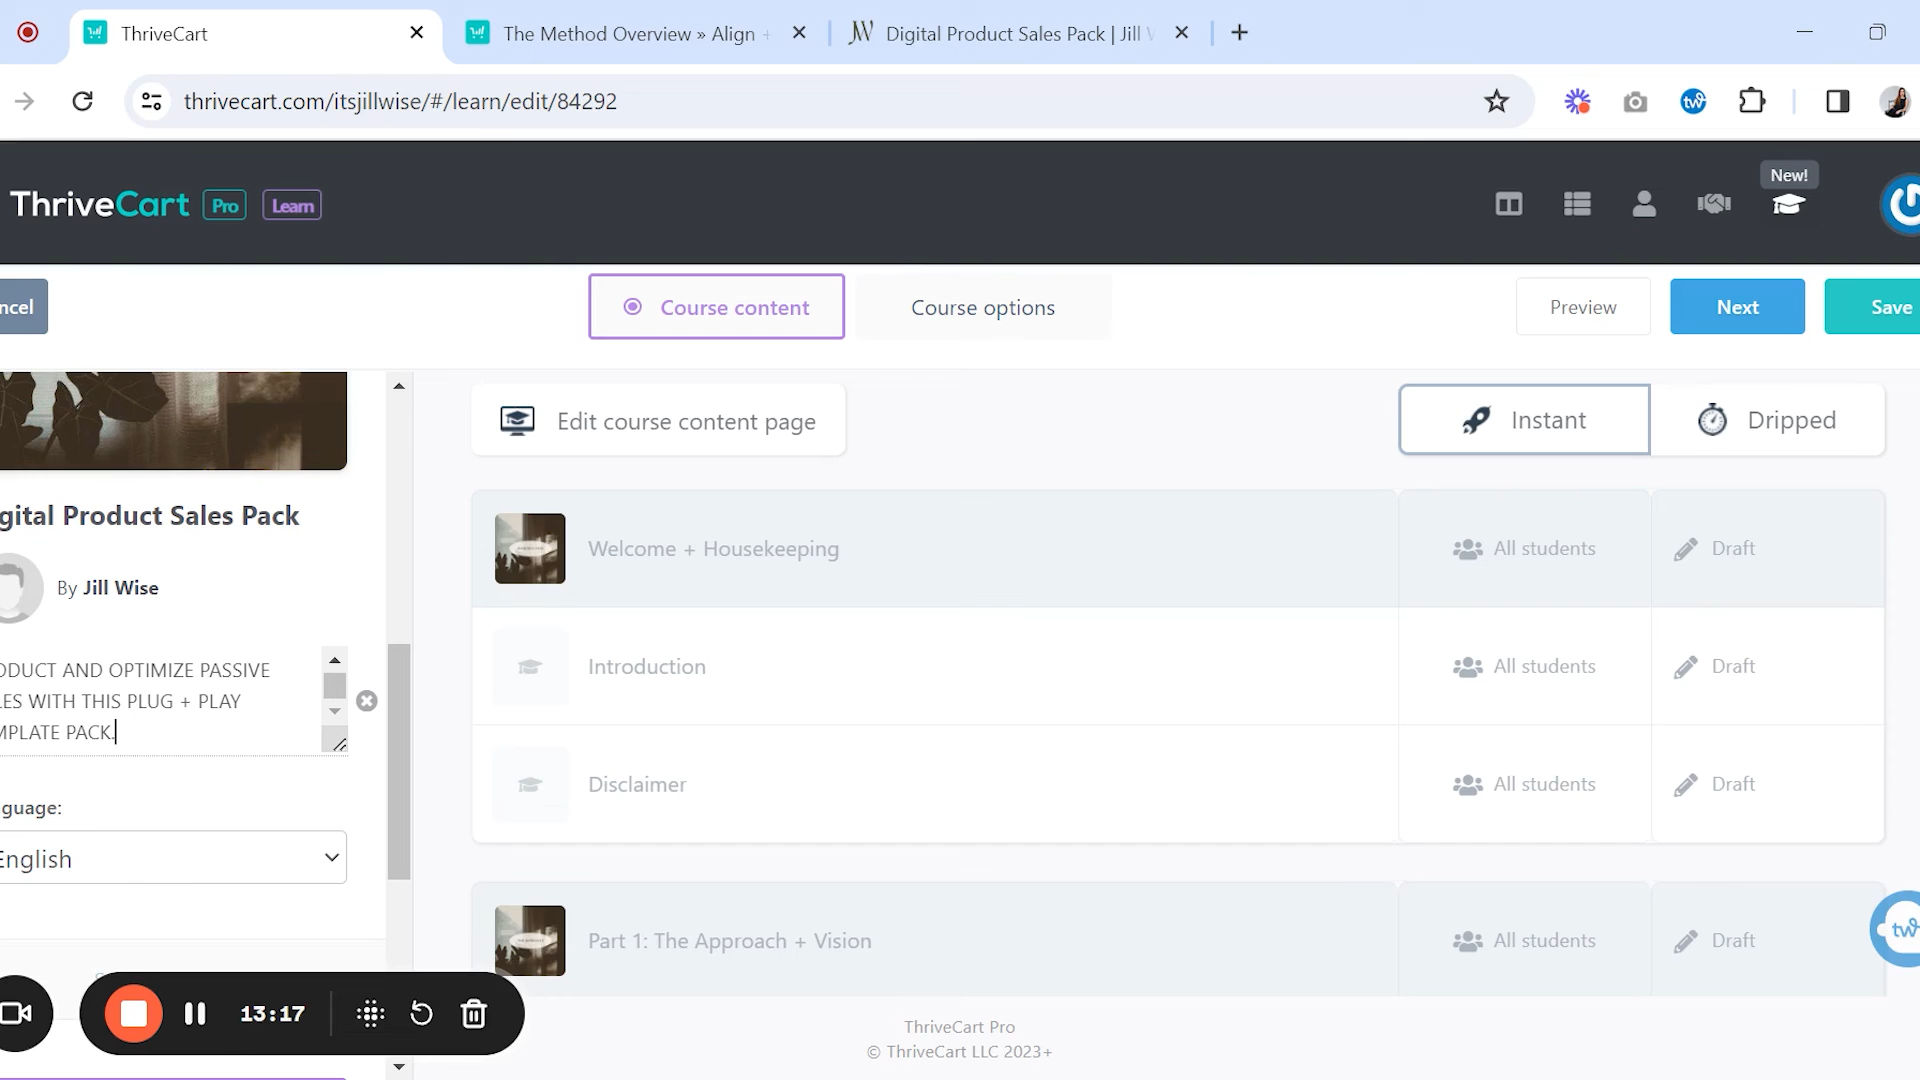 ThriveCart
The Method Overview » Align +
Digital Product Sales Pack | Jill W
thrivecart.com/itsjillwise/#/learn/edit/84292
ThriveCart Pro Learn
New!
ncel
Course content
Course options
Preview
Next
Save
Edit course content page
Instant
Dripped
gital Product Sales Pack
By Jill Wise
ODUCT AND OPTIMIZE PASSIVE
LES WITH THIS PLUG + PLAY
MPLATE PACK.
guage:
English
Welcome + Housekeeping
All students
Draft
Introduction
All students
Draft
Disclaimer
All students
Draft
Part 1: The Approach + Vision
All students
Draft
13:17
ThriveCart Pro
© ThriveCart LLC 2023+